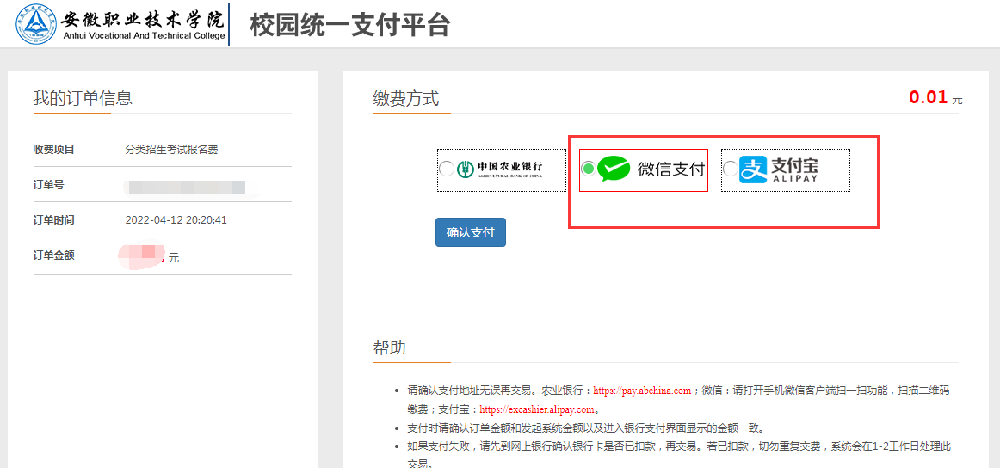 安徽职业技术学院
Anhui Vocational And Technical College
校园统一支付平台
我的订单信息
收费项目 分类招生考试报名费
订单号
订单时间 2022-04-12 20:20:41
订单金额 元
缴费方式 0.01 元
中国农业银行
AGRICULTURAL BANK OF CHINA
微信支付
支付宝
ALIPAY
确认支付
帮助
请确认支付地址无误再交易。农业银行：https://pay.abchina.com；微信：请打开手机微信客户端扫一扫功能，扫描二维码
缴费；支付宝：https://excashier.alipay.com。
支付时请确认订单金额和发起系统金额以及进入银行支付界面显示的金额一致。
如果支付失败，请先到网上银行确认银行卡是否已扣款，再交易。若已扣款，切勿重复交费，系统会在1-2工作日处理此
交易。